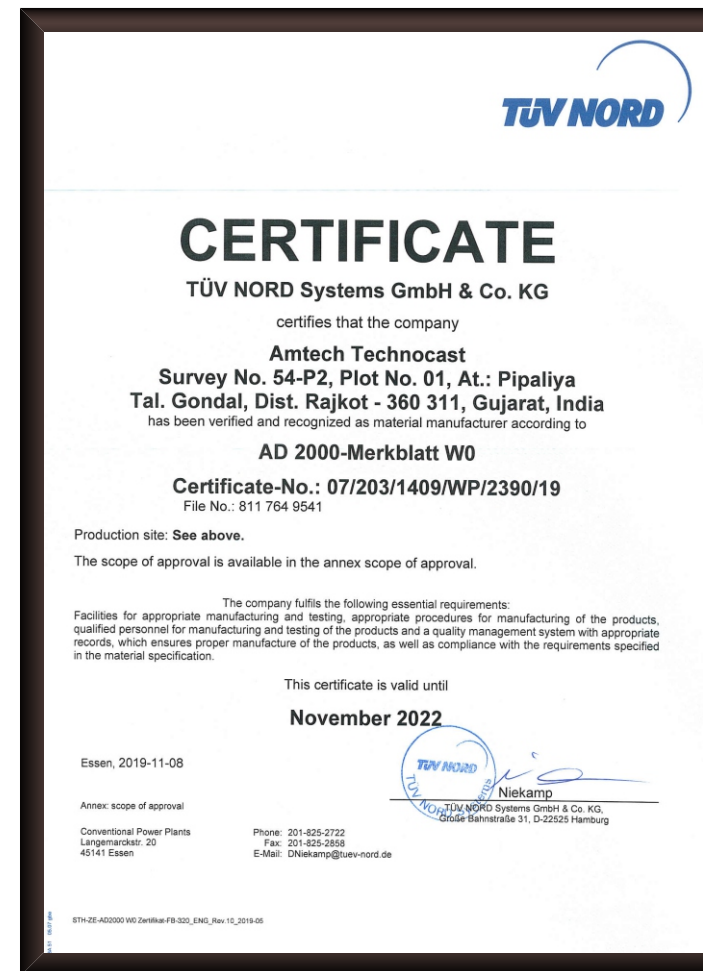 TÜV NORD
CERTIFICATE
TÜV NORD Systems GmbH & Co. KG
certifies that the company
Amtech Technocast
Survey No. 54-P2, Plot No. 01, At.: Pipaliya
Tal. Gondal, Dist. Rajkot - 360 311, Gujarat, India
has been verified and recognized as material manufacturer according to
AD 2000-Merkblatt W0
Certificate-No.: 07/203/1409/WP/2390/19
File No.: 811 764 9541
Production site: See above.
The scope of approval is available in the annex scope of approval.
The company fulfils the following essential requirements:
Facilities for appropriate manufacturing and testing, appropriate procedures for manufacturing of the products,
qualified personnel for manufacturing and testing of the products and a quality management system with appropriate
records, which ensures proper manufacture of the products, as well as compliance with the requirements specified
in the material specification.
This certificate is valid until
November 2022
Essen, 2019-11-08
TÜV NORD
TÜV NORD Systems
Niekamp
Annex: scope of approval
TÜV NORD Systems GmbH & Co. KG,
Große Bahnstraße 31, D-22525 Hamburg
Conventional Power Plants
Langemarckstr. 20
45141 Essen
Phone: 201-825-2722
Fax: 201-825-2858
E-Mail: DNiekamp@tuev-nord.de
STH-ZE-AD2000 W0 Zertifikat-FB-320_ENG_Rev.10_2019-05